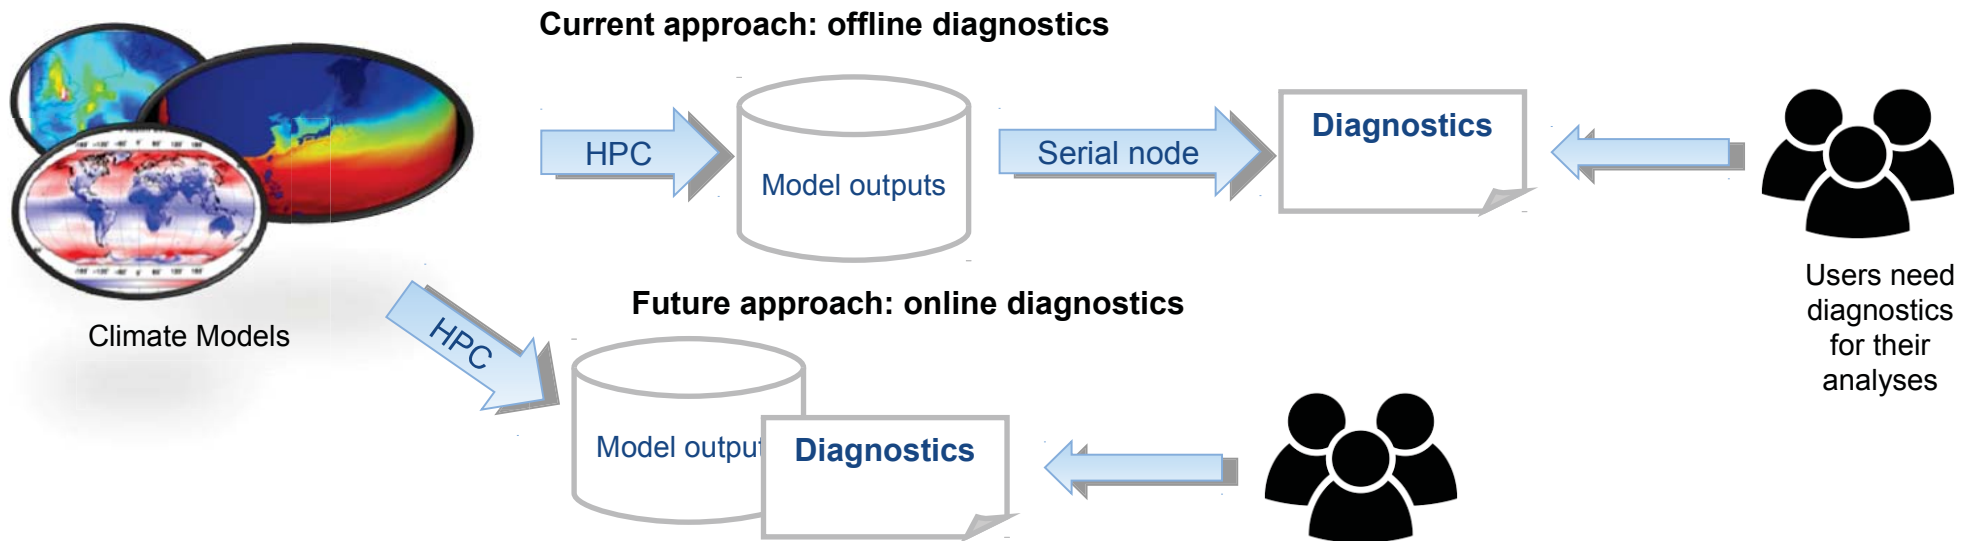 Current approach: offline diagnostics
HPC
Model outputs
Serial node
Diagnostics
Users need
diagnostics
for their
analyses
Climate Models
Future approach: online diagnostics
HPC
Model output
Diagnostics